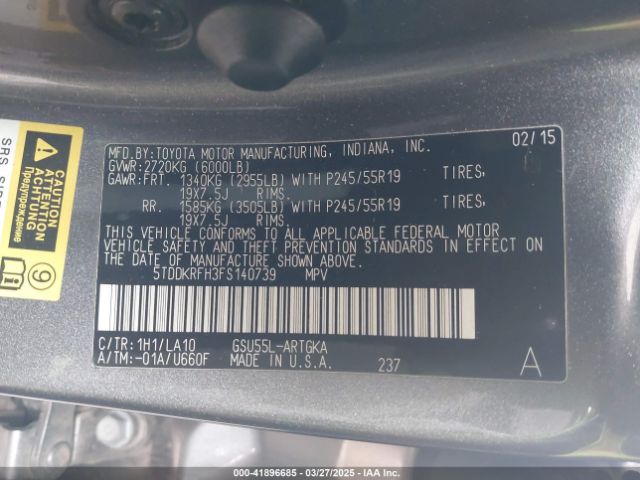 MFD.BY:TOYOTA MOTOR MANUFACTURING, INDIANA, INC. 02/15
GVWR:2720KG (6000LB)
GAWR:FRT. 1340KG (2955LB) WITH P245/55R19 TIRES,
19X7.5J RIMS,
RR. 1585KG (3505LB) WITH P245/55R19 TIRES,
19X7.5J RIMS
THIS VEHICLE CONFORMS TO ALL APPLICABLE FEDERAL MOTOR
VEHICLE SAFETY AND THEFT PREVENTION STANDARDS IN EFFECT ON
THE DATE OF MANUFACTURE SHOWN ABOVE.
5TDDKRFH3FS140739 MPV
C/TR:1H1/LA10 GSU55L-ARTGKA
A/TM:-01A/U660F MADE IN U.S.A. 237 A
SRS
ATTENTION
CAUTION
ACHTUNG
Предупреждение
9
000-41896685 | 03/27/2025 | IAA Inc.